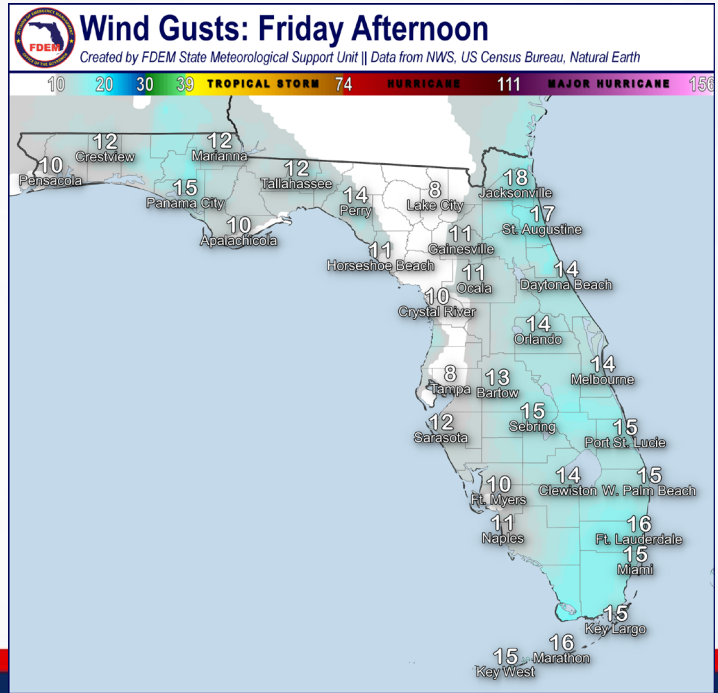 Wind Gusts: Friday Afternoon
Created by FDEM State Meteorological Support Unit || Data from NWS, US Census Bureau, Natural Earth
FDEM
10 20 30 39 TROPICAL STORM 74 HURRICANE 111 MAJOR HURRICANE 156
12
Crestview
12
Marianna
10
Pensacola
12
Tallahassee
15
Panama City
14
Perry
8
Lake City
18
Jacksonville
17
St. Augustine
10
Apalachicola
11
Gainesville
11
Horseshoe Beach
11
Ocala
14
Daytona Beach
10
Crystal River
14
Orlando
8
Tampa
13
Bartow
14
Melbourne
12
Sarasota
15
Sebring
15
Port St. Lucie
10
Ft. Myers
14
Clewiston
15
W. Palm Beach
11
Naples
16
Ft. Lauderdale
15
Miami
15
Key Largo
16
Marathon
15
Key West